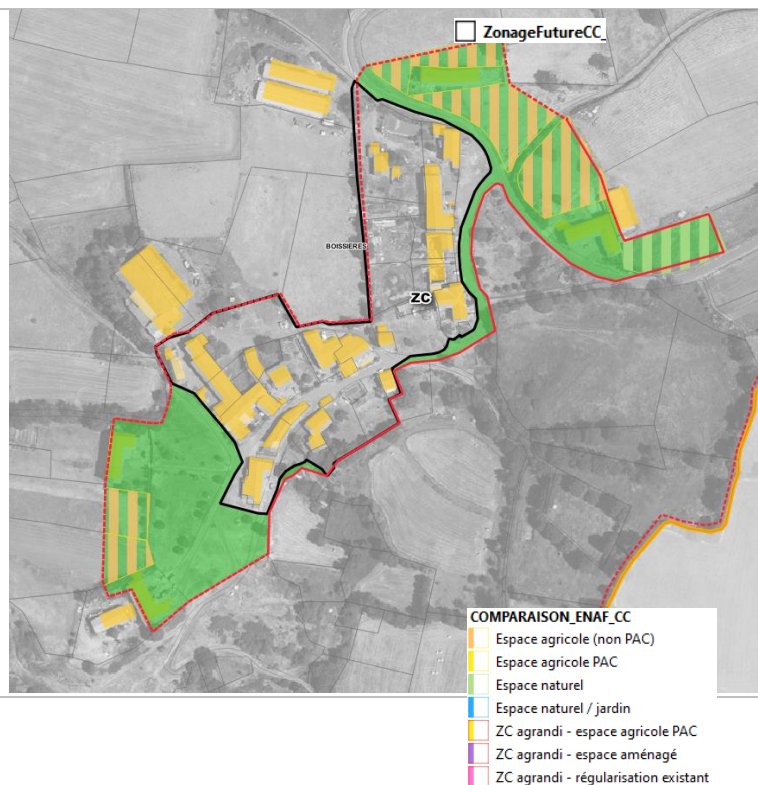 ZonageFutureCC_
BOISSIERES
ZC
COMPARAISON_ENAF_CC
Espace agricole (non PAC)
Espace agricole PAC
Espace naturel
Espace naturel / jardin
ZC agrandi - espace agricole PAC
ZC agrandi - espace aménagé
ZC agrandi - régularisation existant